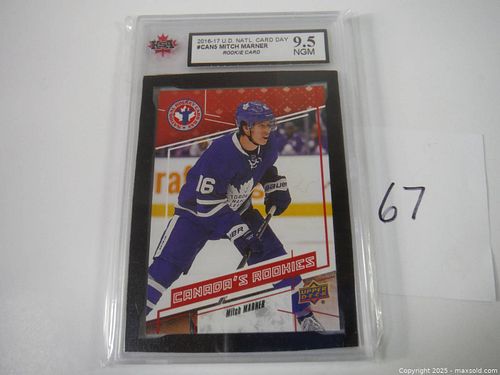 KSA
2016-17 U.D. NATL. CARD DAY
#CAN5 MITCH MARNER
ROOKIE CARD
9.5
NGM
16
BAUER
CANADA'S ROOKIES
Mitch MARNER
UPPER DECK
67
Copyright 2025 - maxsold.com